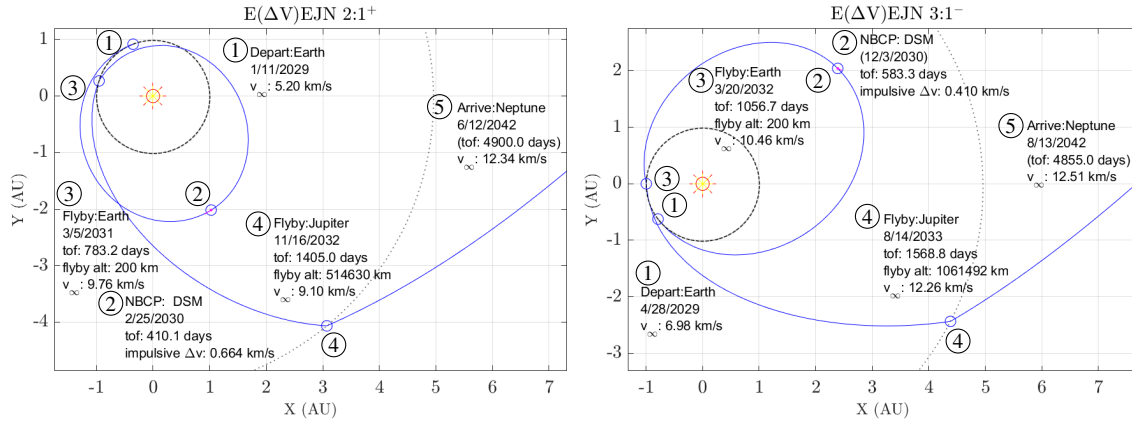 E(ΔV)EJN 2:1⁺
1
1
Depart:Earth
1/11/2029
v∞: 5.20 km/s
3
5
Arrive:Neptune
6/12/2042
(tof: 4900.0 days)
v∞: 12.34 km/s
2
3
Flyby:Earth
3/5/2031
tof: 783.2 days
flyby alt: 200 km
v∞: 9.76 km/s
4
Flyby:Jupiter
11/16/2032
tof: 1405.0 days
flyby alt: 514630 km
v∞: 9.10 km/s
2
NBCP: DSM
2/25/2030
tof: 410.1 days
impulsive Δv: 0.664 km/s
4
1
0
-1
-2
-3
-4
Y (AU)
-1 0 1 2 3 4 5 6 7
X (AU)
E(ΔV)EJN 3:1⁻
2
NBCP: DSM
(12/3/2030)
tof: 583.3 days
impulsive Δv: 0.410 km/s
2
3
Flyby:Earth
3/20/2032
tof: 1056.7 days
flyby alt: 200 km
v∞: 10.46 km/s
5
Arrive:Neptune
8/13/2042
(tof: 4855.0 days)
v∞: 12.51 km/s
3
1
4
Flyby:Jupiter
8/14/2033
tof: 1568.8 days
flyby alt: 1061492 km
v∞: 12.26 km/s
1
Depart:Earth
4/28/2029
v∞: 6.98 km/s
4
2
1
0
-1
-2
-3
Y (AU)
-1 0 1 2 3 4 5 6 7
X (AU)